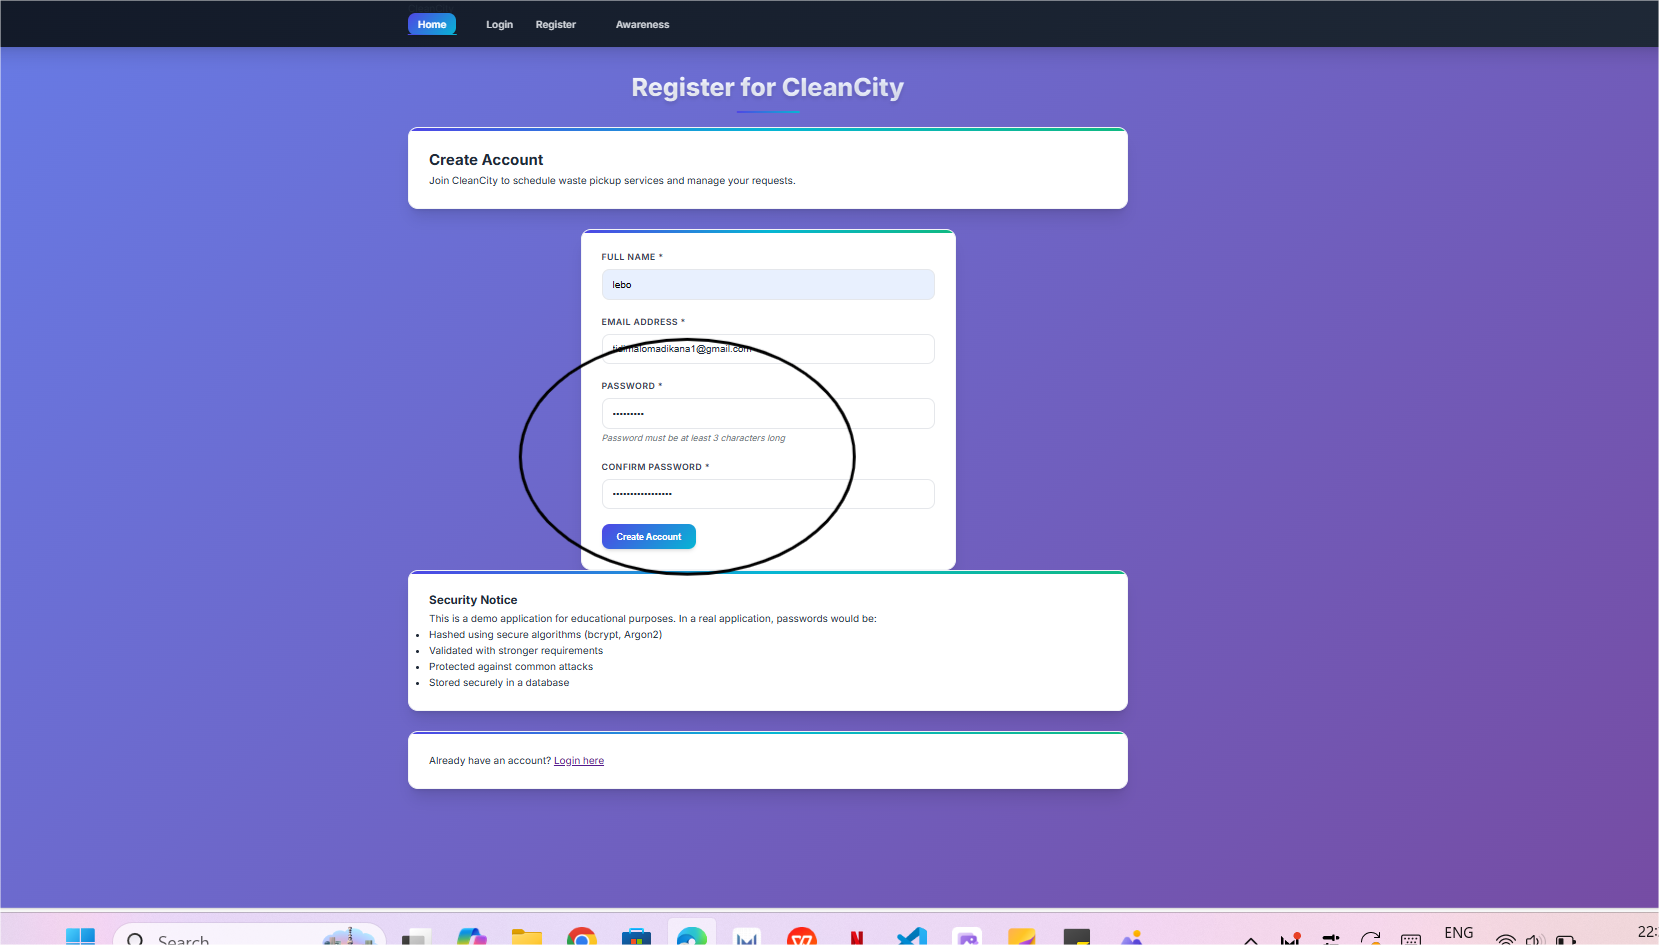 Home Login Register Awareness
Register for CleanCity
Create Account
Join CleanCity to schedule waste pickup services and manage your requests.
FULL NAME *
lebo
EMAIL ADDRESS *
tidimalomadikana1@gmail.com
PASSWORD *
•••••••••
Password must be at least 3 characters long
CONFIRM PASSWORD *
•••••••••••••••••
Create Account
Security Notice
This is a demo application for educational purposes. In a real application, passwords would be:
• Hashed using secure algorithms (bcrypt, Argon2)
• Validated with stronger requirements
• Protected against common attacks
• Stored securely in a database
Already have an account? Login here
Search
ENG
22: